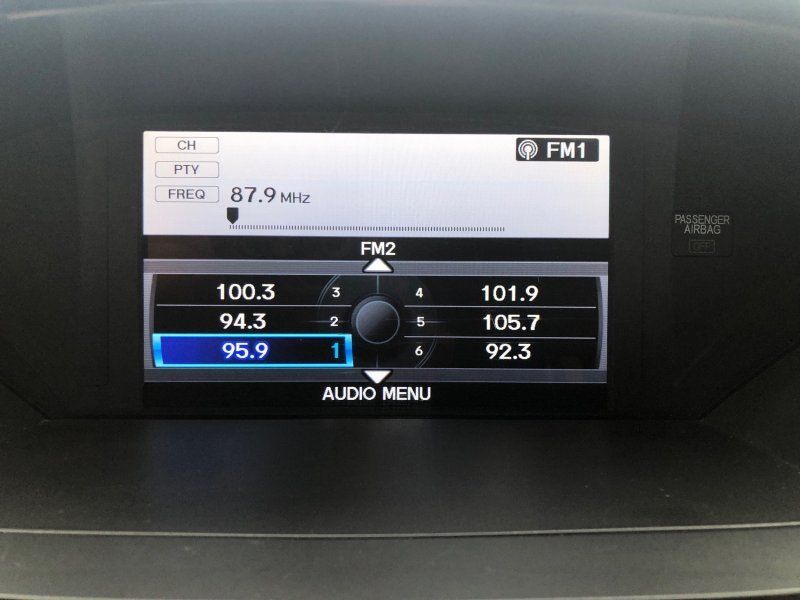 CH
FM1
PTY
FREQ 87.9 MHz
PASSENGER
AIRBAG
OFF
FM2
100.3 3 4 101.9
94.3 2 5 105.7
95.9 1 6 92.3
AUDIO MENU